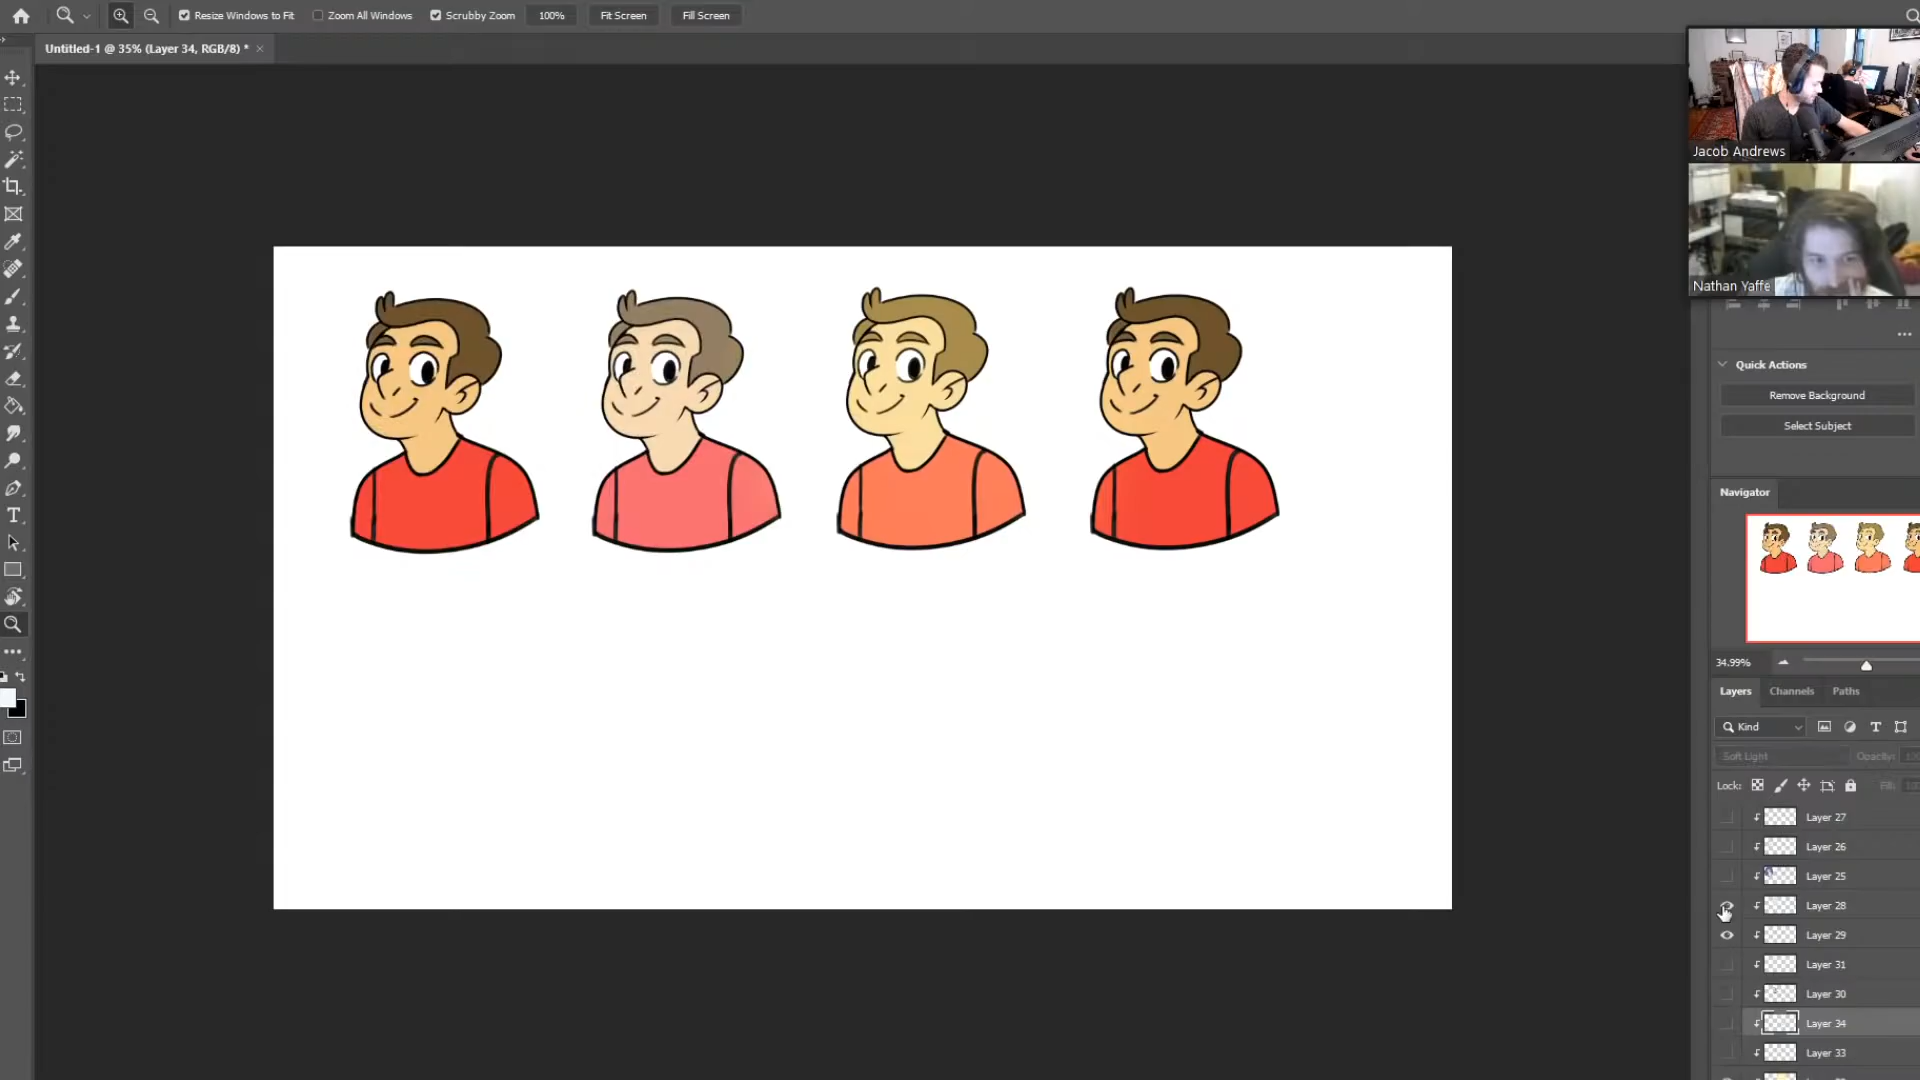 Resize Windows to Fit
Zoom All Windows
Scrubby Zoom
100%
Fit Screen
Fill Screen
Untitled-1 @ 35% (Layer 34, RGB/8) *
Jacob Andrews
Nathan Yaffe
Quick Actions
Remove Background
Select Subject
Navigator
34.99%
Layers
Channels
Paths
Kind
Soft Light
Opacity:
Lock:
Fill:
Layer 27
Layer 26
Layer 25
Layer 28
Layer 29
Layer 31
Layer 30
Layer 34
Layer 33